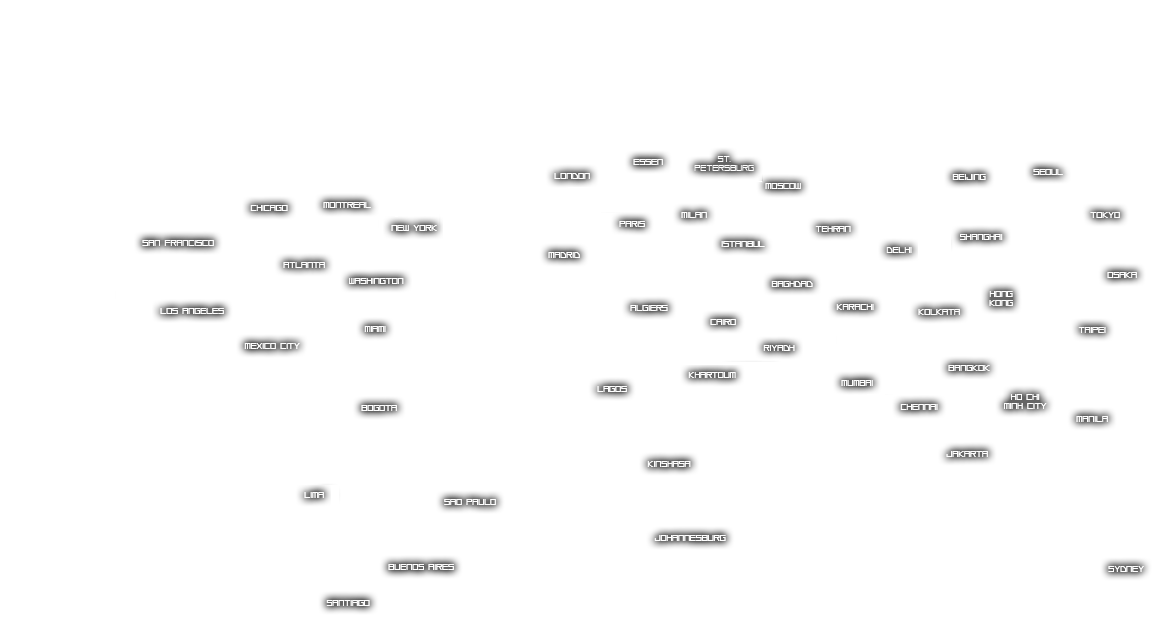 ST.
ESSEN
PETERSBURG
LONDON
MOSCOW
BEIJING
SEOUL
CHICAGO
MONTREAL
NEW YORK
PARIS
MILAN
TEHRAN
TOKYO
SAN FRANCISCO
ISTANBUL
DELHI
SHANGHAI
ATLANTA
MADRID
WASHINGTON
BAGHDAD
OSAKA
HONG
KONG
LOS ANGELES
ALGIERS
CAIRO
KARACHI
KOLKATA
MIAMI
TAIPEI
MEXICO CITY
RIYADH
KHARTOUM
BANGKOK
LAGOS
MUMBAI
HO CHI
MINH CITY
BOGOTA
CHENNAI
MANILA
KINSHASA
JAKARTA
LIMA
SAO PAULO
JOHANNESBURG
BUENOS AIRES
SYDNEY
SANTIAGO